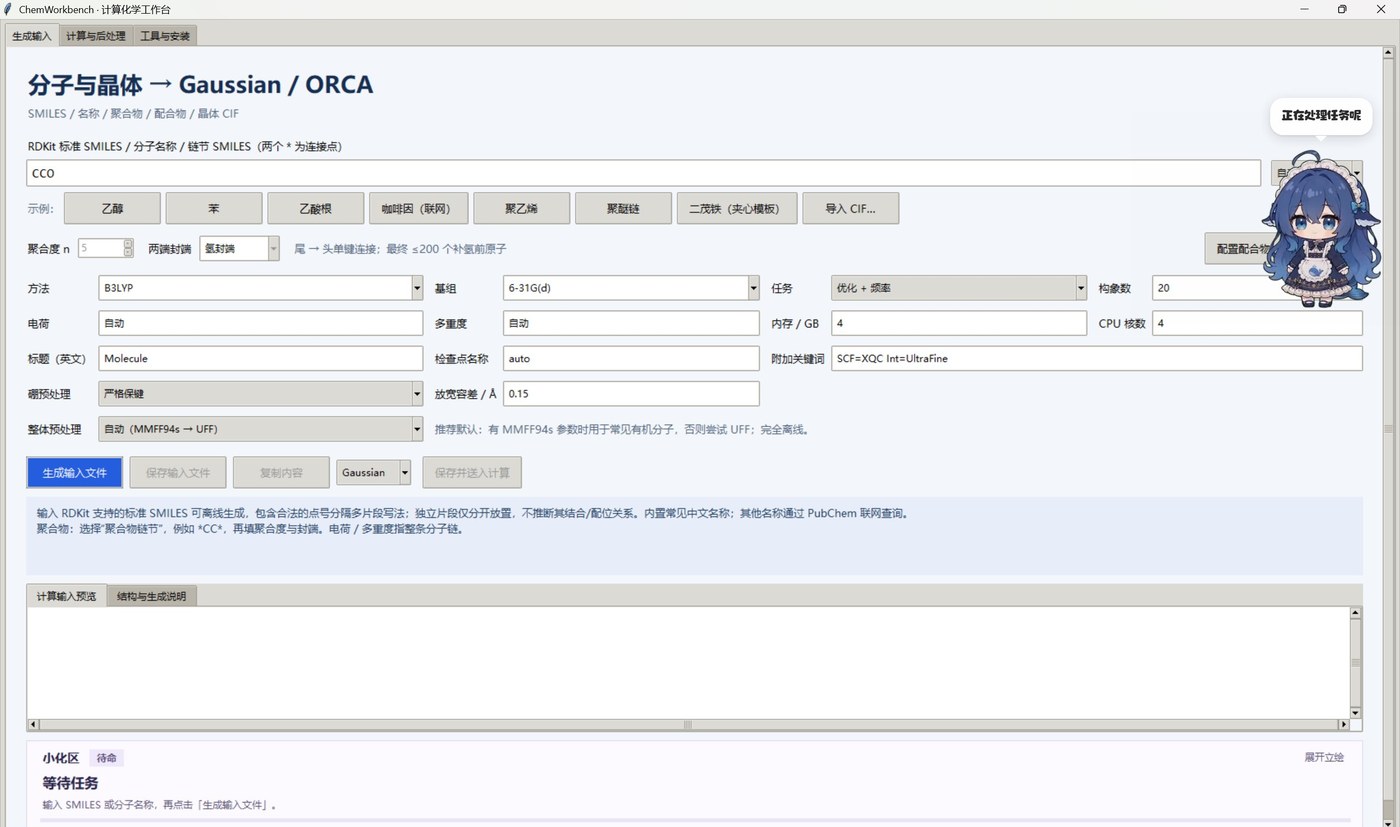 ChemWorkbench · 计算化学工作台
生成输入 计算与后处理 工具与安装
分子与晶体 → Gaussian / ORCA
SMILES / 名称 / 聚合物 / 配合物 / 晶体 CIF
正在处理任务呢
RDKit 标准 SMILES / 分子名称 / 链节 SMILES（两个 * 为连接点）
CCO
示例: 乙醇 苯 乙酸根 咖啡因（联网） 聚乙烯 聚醚链 二茂铁（夹心模板） 导入 CIF...
聚合度 n 5 两端封端 氢封端 尾 → 头单键连接；最终 ≤200 个补氢前原子 配置配合物
方法 B3LYP 基组 6-31G(d) 任务 优化 + 频率 构象数 20
电荷 自动 多重度 自动 内存 / GB 4 CPU 核数 4
标题（英文） Molecule 检查点名称 auto 附加关键词 SCF=XQC Int=UltraFine
硼预处理 严格保键 放宽容差 / Å 0.15
整体预处理 自动（MMFF94s → UFF） 推荐默认：有 MMFF94s 参数时用于常见有机分子，否则尝试 UFF；完全离线。
生成输入文件 保存输入文件 复制内容 Gaussian 保存并送入计算
输入 RDKit 支持的标准 SMILES 可离线生成，包含合法的点号分隔多片段写法；独立片段仅分开放置，不推断其结合/配位关系。内置常见中文名称；其他名称通过 PubChem 联网查询。
聚合物：选择"聚合物链节"，例如 *CC*，再填聚合度与封端。电荷 / 多重度指整条分子链。
计算输入预览 结构与生成说明
小化区 待命 展开立绘
等待任务
输入 SMILES 或分子名称，再点击「生成输入文件」。